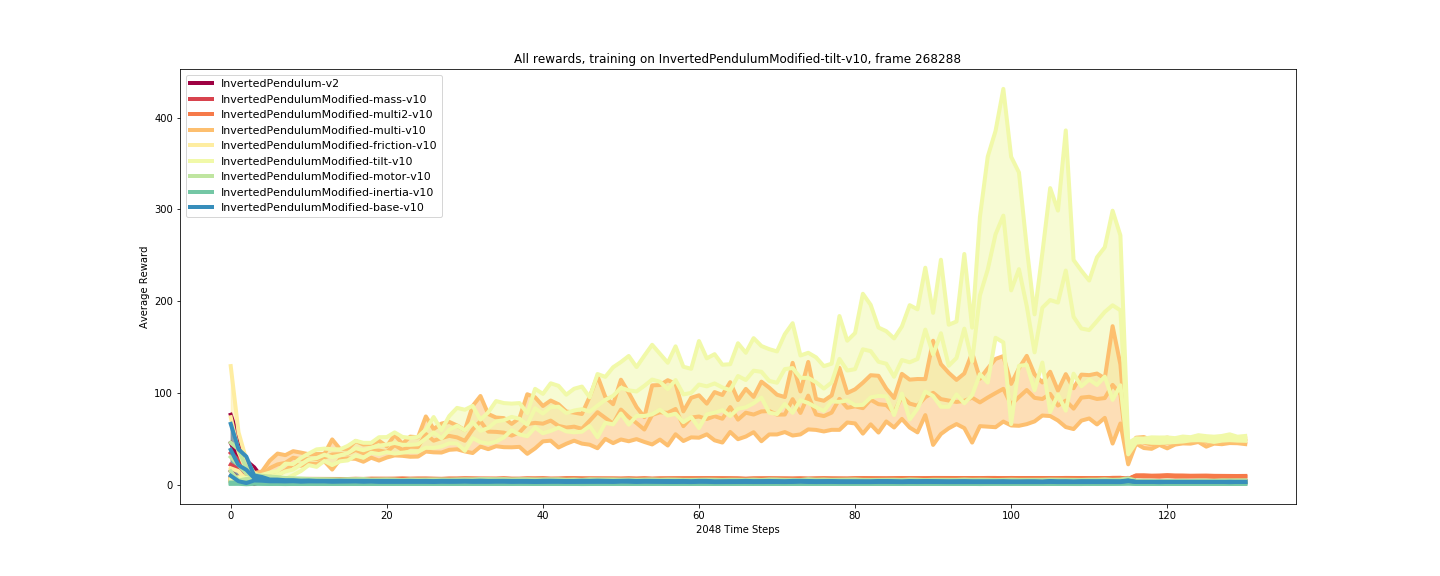 All rewards, training on InvertedPendulumModified-tilt-v10, frame 268288
InvertedPendulum-v2
InvertedPendulumModified-mass-v10
InvertedPendulumModified-multi2-v10
InvertedPendulumModified-multi-v10
InvertedPendulumModified-friction-v10
InvertedPendulumModified-tilt-v10
InvertedPendulumModified-motor-v10
InvertedPendulumModified-inertia-v10
InvertedPendulumModified-base-v10
Average Reward
400
300
200
100
0
0 20 40 60 80 100 120
2048 Time Steps